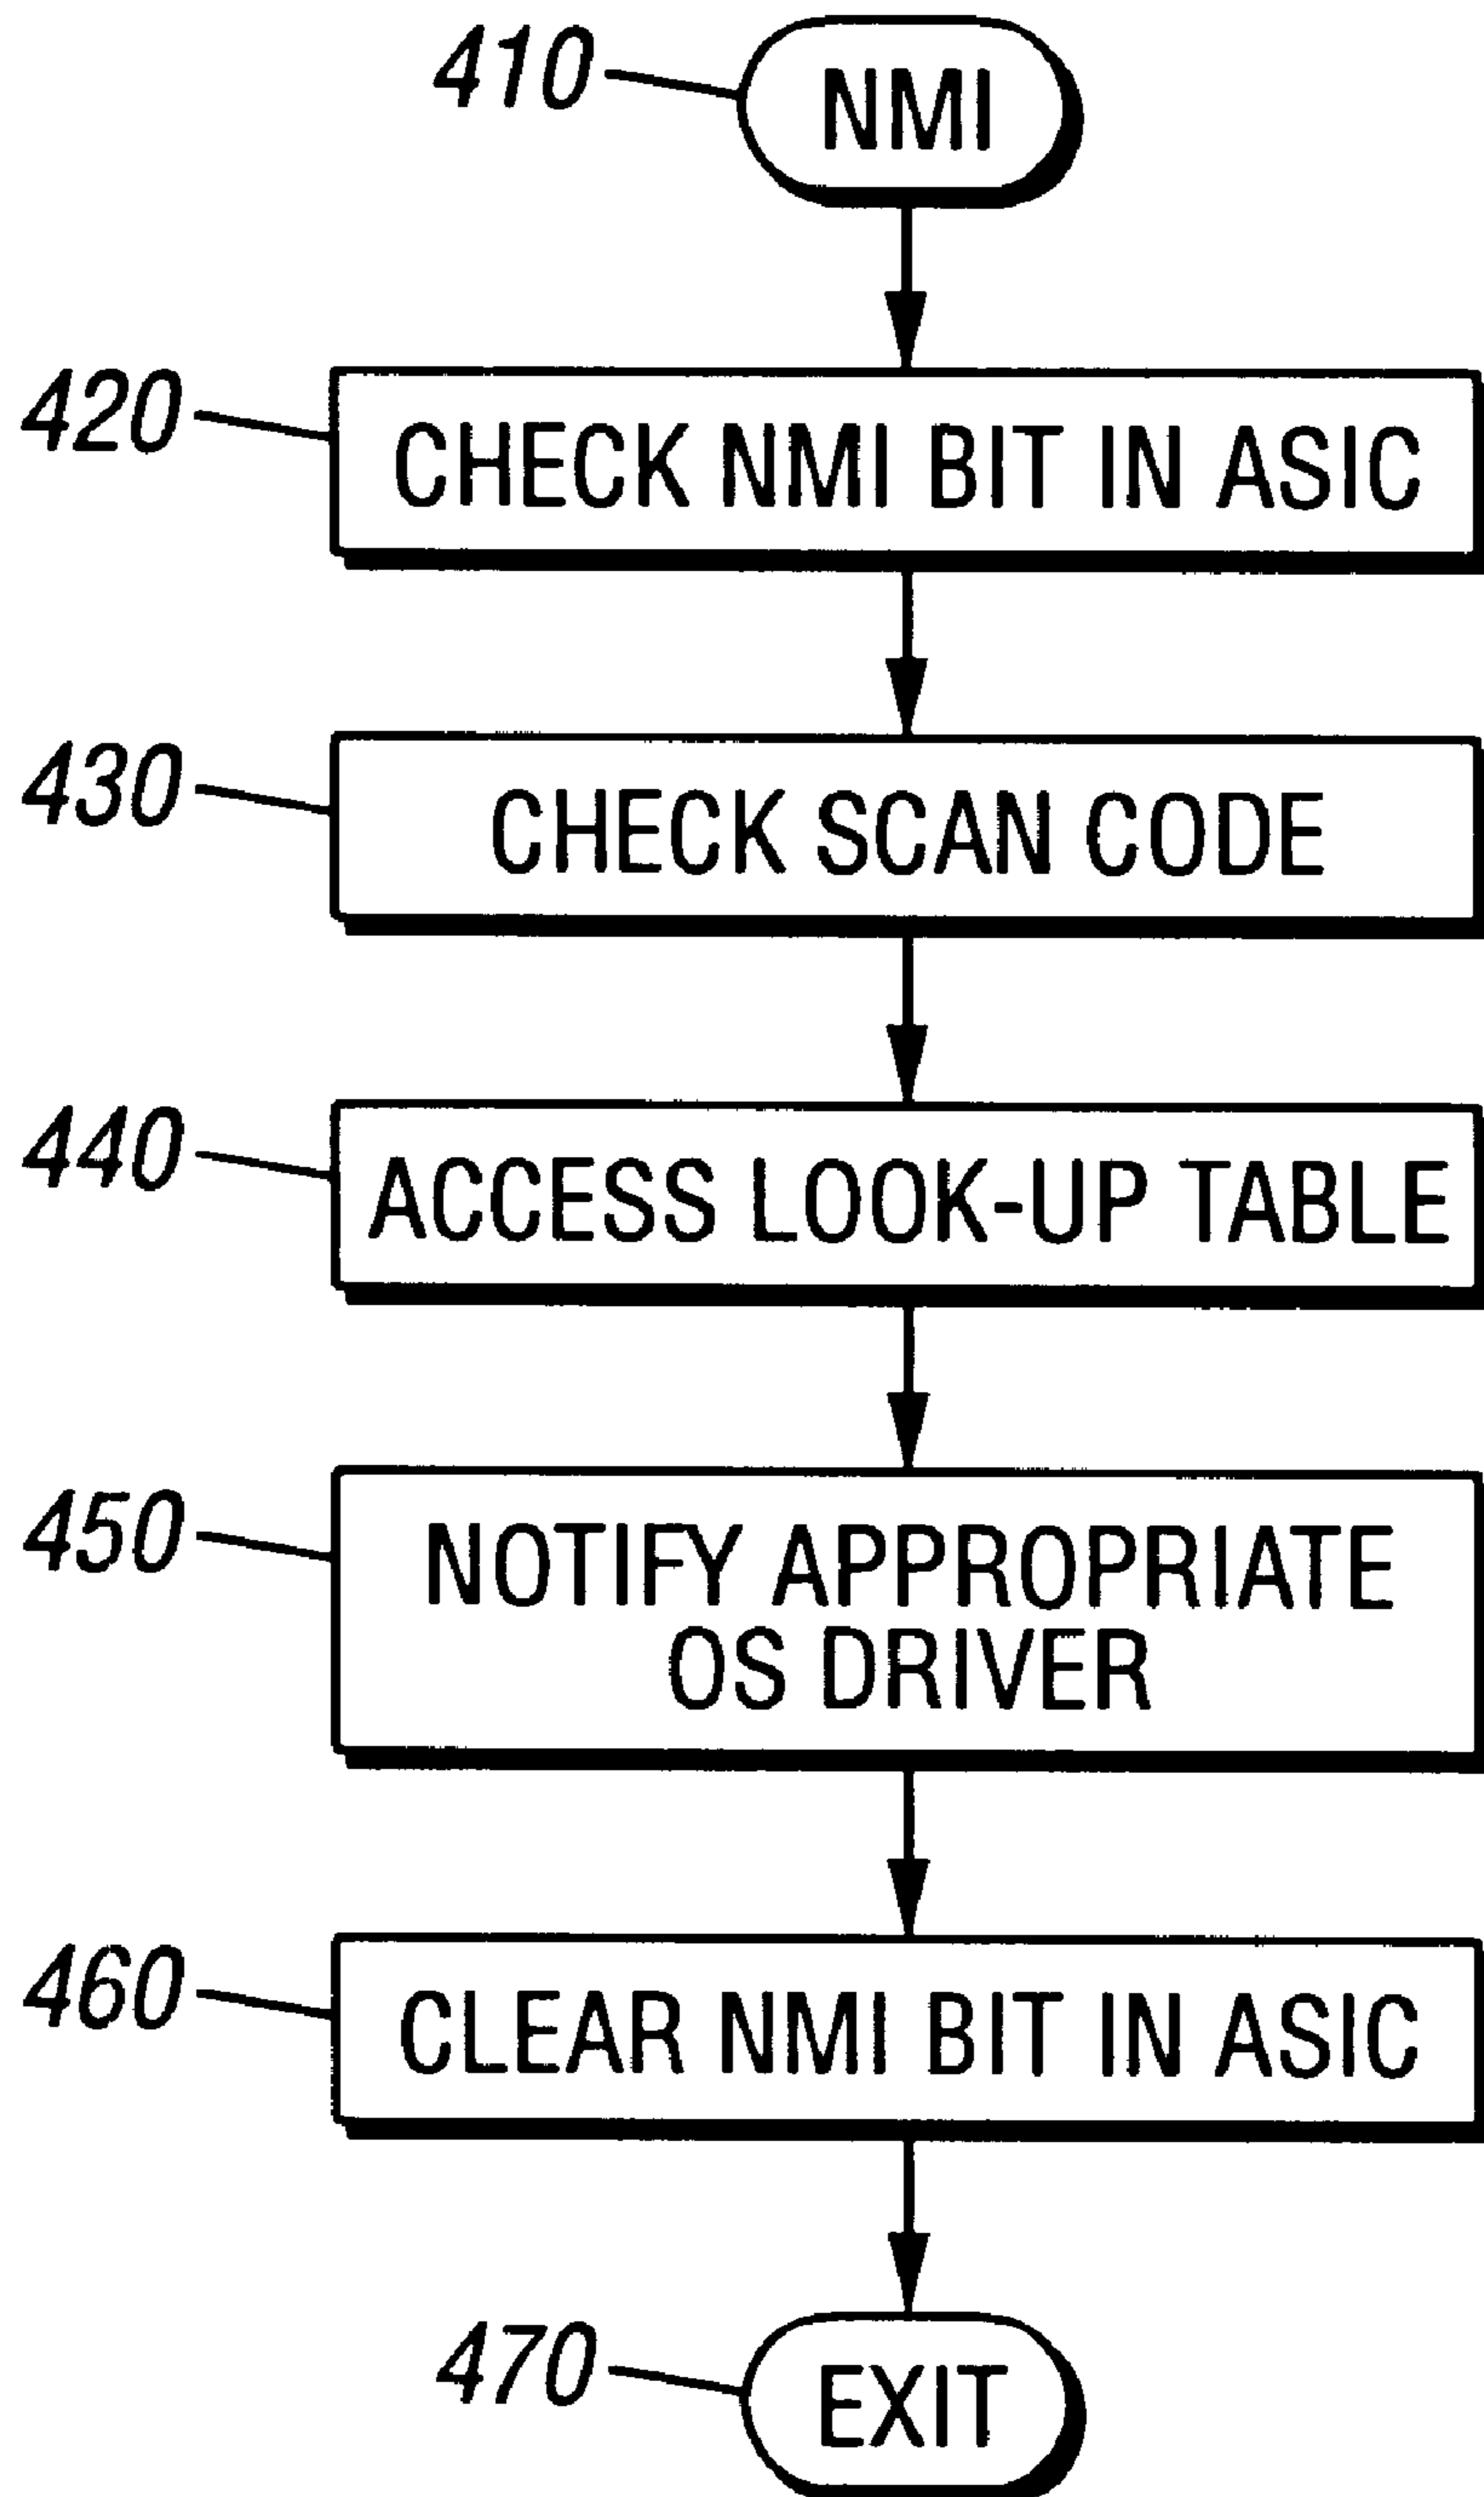 410
NMI
420
CHECK NMI BIT IN ASIC
430
CHECK SCAN CODE
440
ACCESS LOOK-UP TABLE
450
NOTIFY APPROPRIATE
OS DRIVER
460
CLEAR NMI BIT IN ASIC
470
EXIT